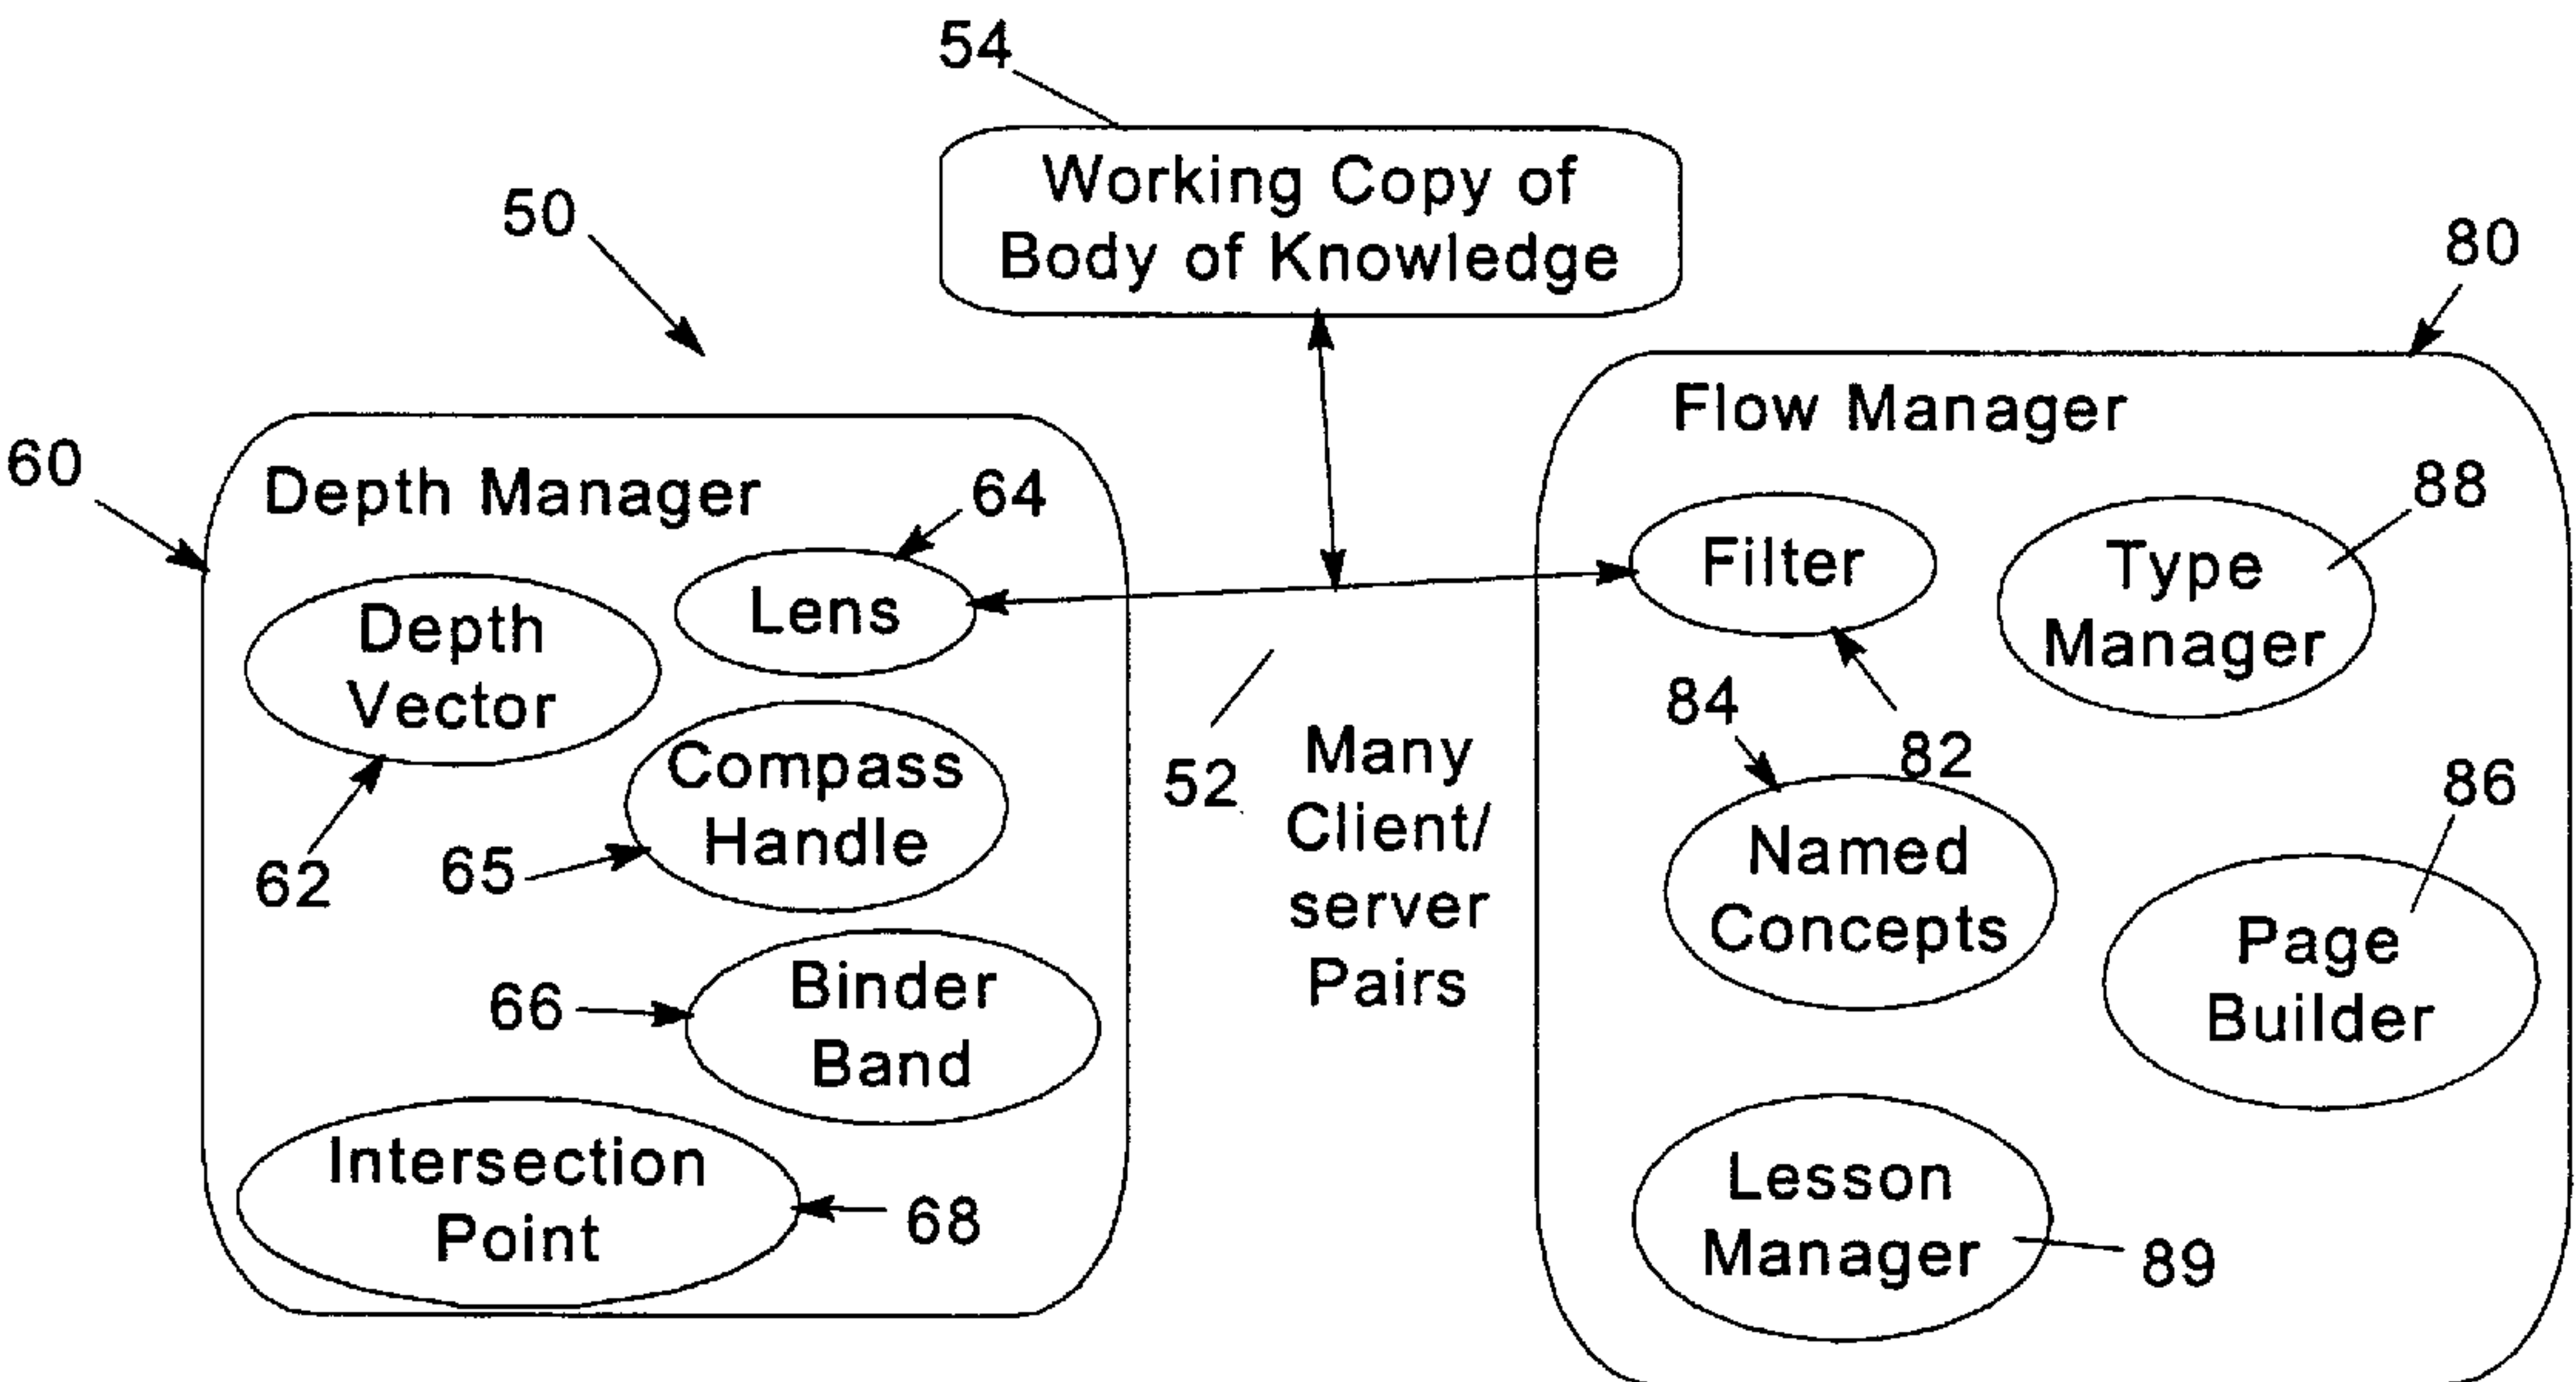 54
Working Copy of
Body of Knowledge
50
80
Flow Manager
60
Depth Manager
64
88
Lens
Filter
Type
Manager
Depth
Vector
84
82
52
Many
Client/
server
Pairs
Compass
Handle
62
65
86
Named
Concepts
Page
Builder
66
Binder
Band
Intersection
Point
68
Lesson
Manager
89